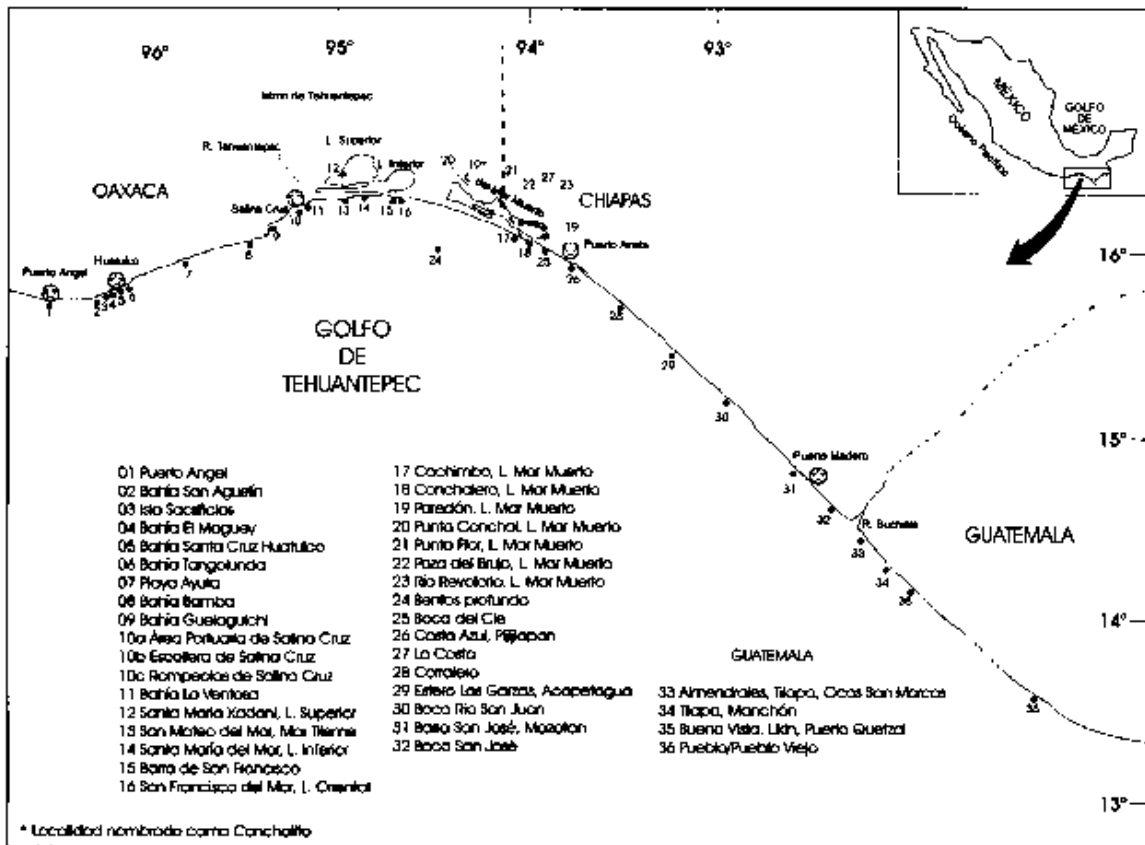 96° 95° 94° 93°
Istmo de Tehuantepec
R. Tehuantepec
L. Superior
L. Inferior
OAXACA
CHIAPAS
Salina Cruz
Huatulco
Puerto Angel
Puerto Arista
MÉXICO
GOLFO
DE
MÉXICO
Océano Pacífico
16°
15°
14°
13°
GOLFO
DE
TEHUANTEPEC
Puerto Madero
R. Suchiate
GUATEMALA
01 Puerto Angel
02 Bahía San Agustín
03 Isla Sacrificios
04 Bahía El Maguey
05 Bahía Santa Cruz Huatulco
06 Bahía Tangolunda
07 Playa Ayuta
08 Bahía Bamba
09 Bahía Guelaguichi
10a Área Portuaria de Salina Cruz
10b Escollera de Salina Cruz
10c Rompeolas de Salina Cruz
11 Bahía La Ventosa
12 Santa María Xadani, L. Superior
13 San Mateo del Mar, Mar Tileme
14 Santa María del Mar, L. Inferior
15 Barra de San Francisco
16 San Francisco del Mar, L. Oriental
17 Cachimbo, L. Mar Muerto
18 Conchalero, L. Mar Muerto
19 Paredón, L. Mar Muerto
20 Punta Conchal, L. Mar Muerto
21 Punta Flor, L. Mar Muerto
22 Poza del Brujo, L. Mar Muerto
23 Río Revolorio, L. Mar Muerto
24 Bentos profundo
25 Boca del Cie
26 Costa Azul, Pijijiapan
27 La Costa
28 Corralero
29 Estero Las Garzas, Acapetagua
30 Boca Río San Juan
31 Barra San José, Mazatán
32 Boca San José
GUATEMALA
33 Almendrales, Tilapa, Ocos San Marcos
34 Tilapa, Manchón
35 Buena Vista, Likin, Puerto Quetzal
36 Pueblo/Pueblo Viejo
* Localidad nombrada como Conchalito